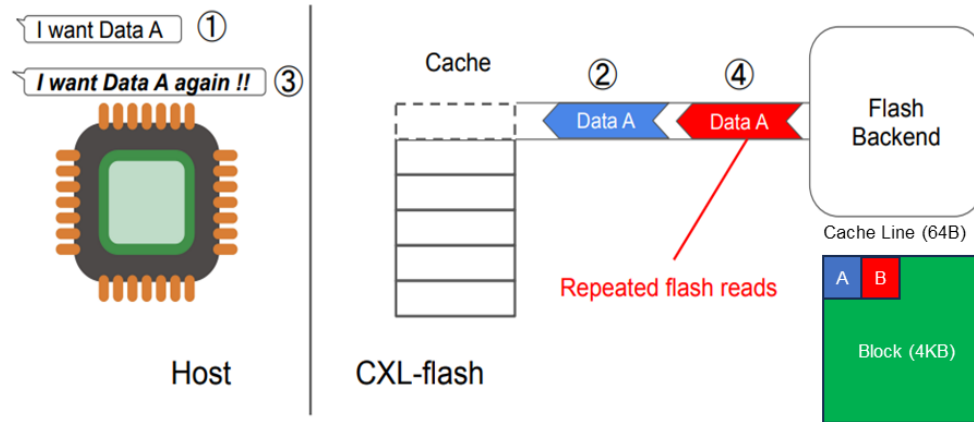 I want Data A ①
I want Data A again !! ③
Cache
② ④
Data A Data A
Flash
Backend
Cache Line (64B)
Repeated flash reads
A B
Block (4KB)
Host CXL-flash